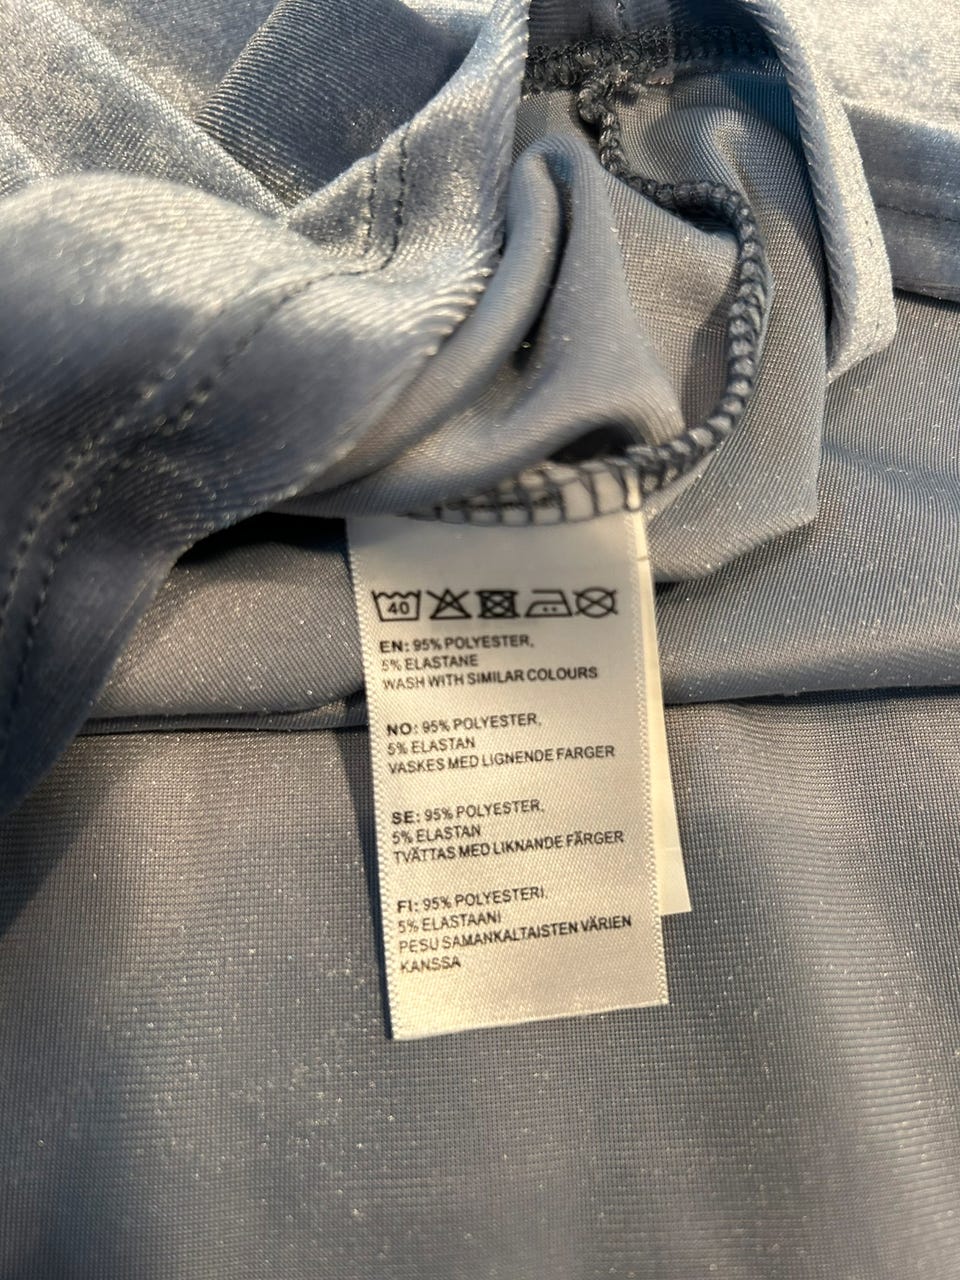 40
EN: 95% POLYESTER,
5% ELASTANE
WASH WITH SIMILAR COLOURS
NO: 95% POLYESTER,
5% ELASTAN
VASKES MED LIGNENDE FARGER
SE: 95% POLYESTER,
5% ELASTAN
TVÄTTAS MED LIKNANDE FÄRGER
FI: 95% POLYESTERI,
5% ELASTAANI
PESU SAMANKALTAISTEN VÄRIEN
KANSSA